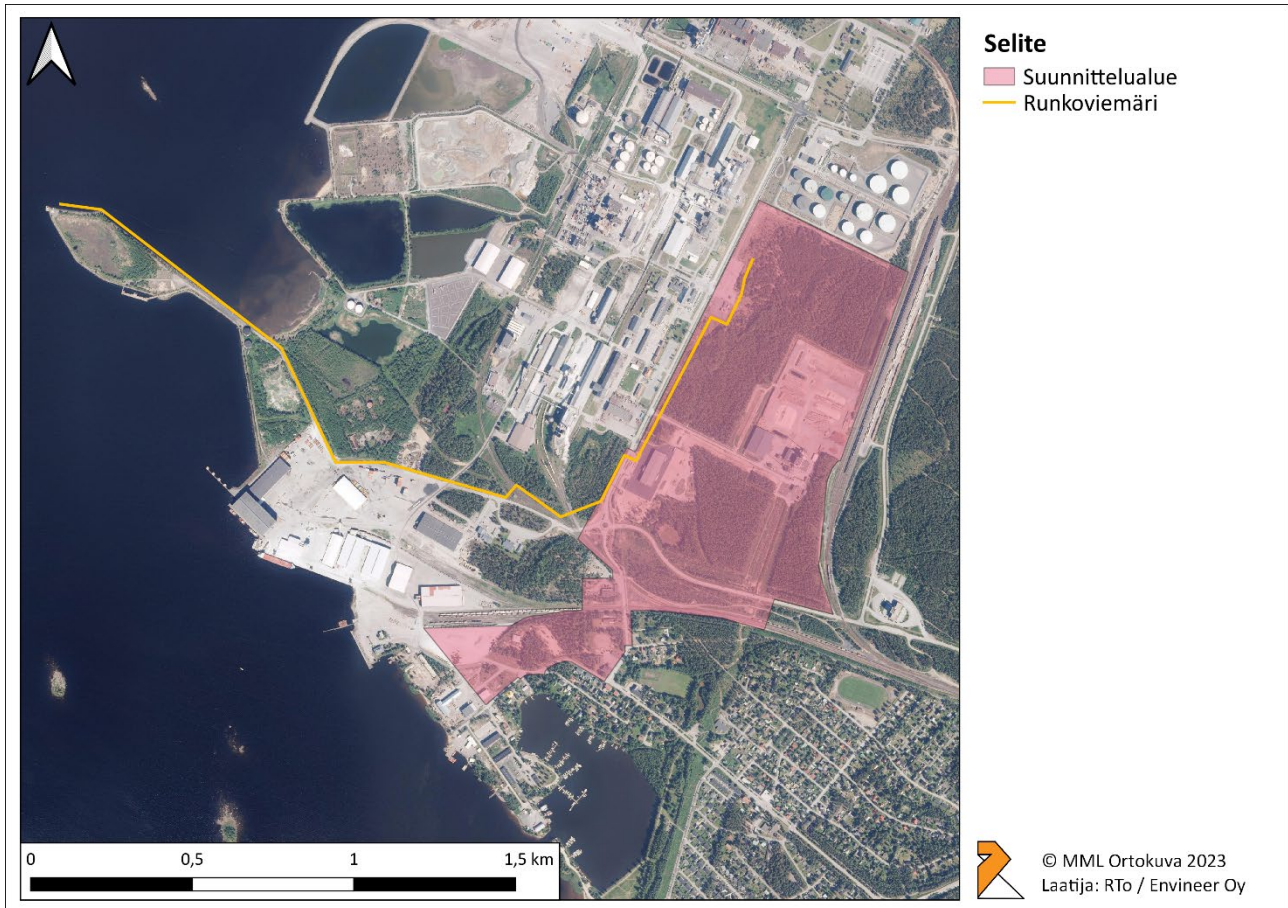 Selite
Suunnittelualue
Runkoviemäri
0 0,5 1 1,5 km
© MML Ortokuva 2023
Laatija: RTo / Envineer Oy